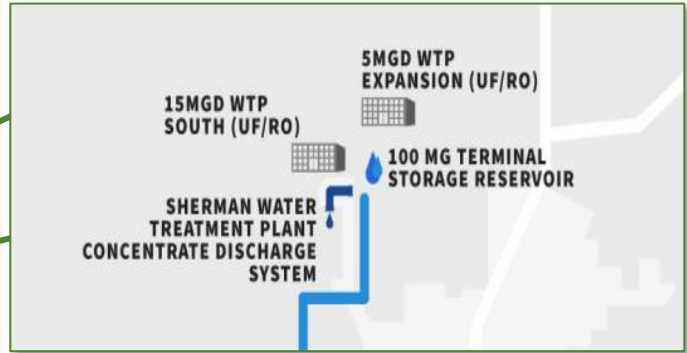 5MGD WTP
EXPANSION (UF/RO)
15MGD WTP
SOUTH (UF/RO)
100 MG TERMINAL
STORAGE RESERVOIR
SHERMAN WATER
TREATMENT PLANT
CONCENTRATE DISCHARGE
SYSTEM